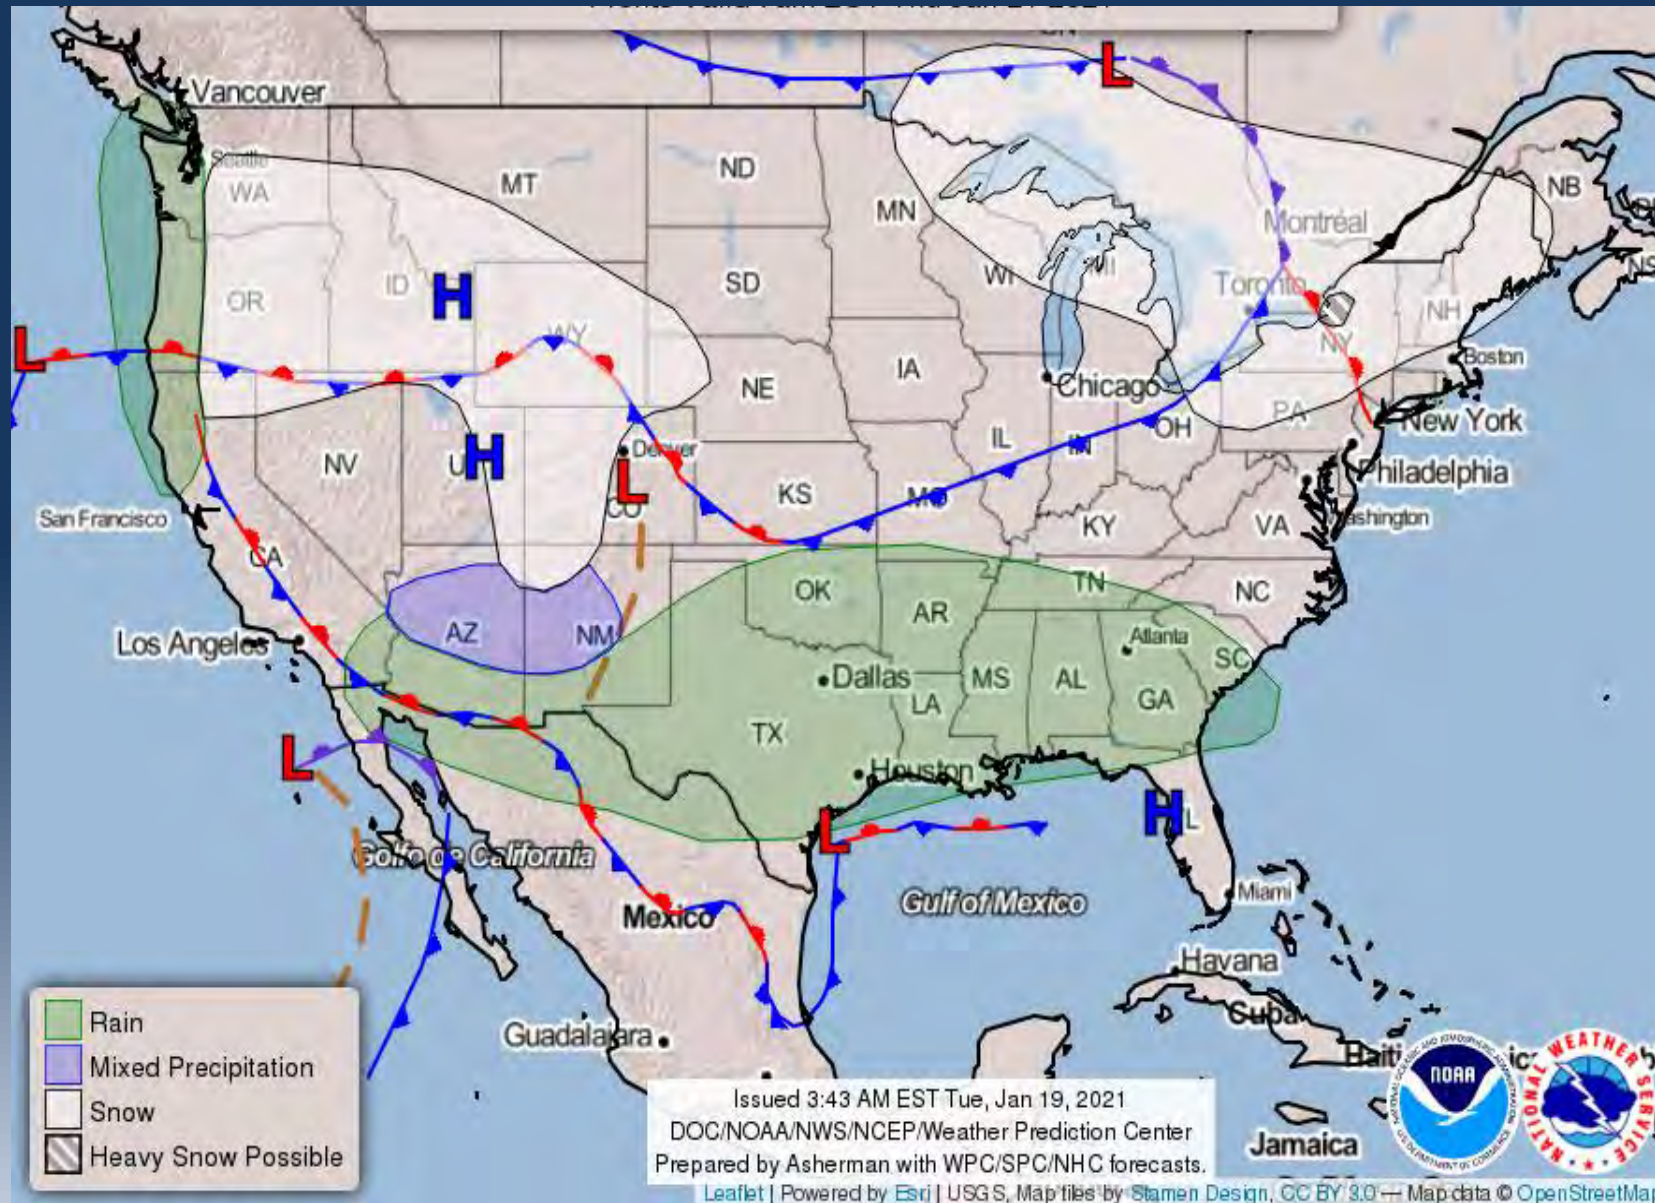 Vancouver
Seattle
WA
MT
ND
MN
NB
Montréal
OR
ID
SD
WI
MI
Toronto
NH
WY
NY
L
H
NE
IA
Chicago
Boston
PA
New York
NV
H
Denver
IL
IN
OH
Philadelphia
San Francisco
L
CO
KS
MO
KY
VA
Washington
CA
OK
TN
NC
AR
Los Angeles
AZ
NM
Atlanta
SC
Dallas
MS
AL
GA
LA
TX
L
Houston
L
H
Golfo de California
Gulf of Mexico
Miami
Mexico
Havana
Cuba
Guadalajara
Haiti
Jamaica
L
Rain
Mixed Precipitation
Snow
Heavy Snow Possible
Issued 3:43 AM EST Tue, Jan 19, 2021
DOC/NOAA/NWS/NCEP/Weather Prediction Center
Prepared by Asherman with WPC/SPC/NHC forecasts.
NOAA
NATIONAL WEATHER SERVICE
Leaflet | Powered by Esri | USGS, Map tiles by Stamen Design, CC BY 3.0 — Map data © OpenStreetMap